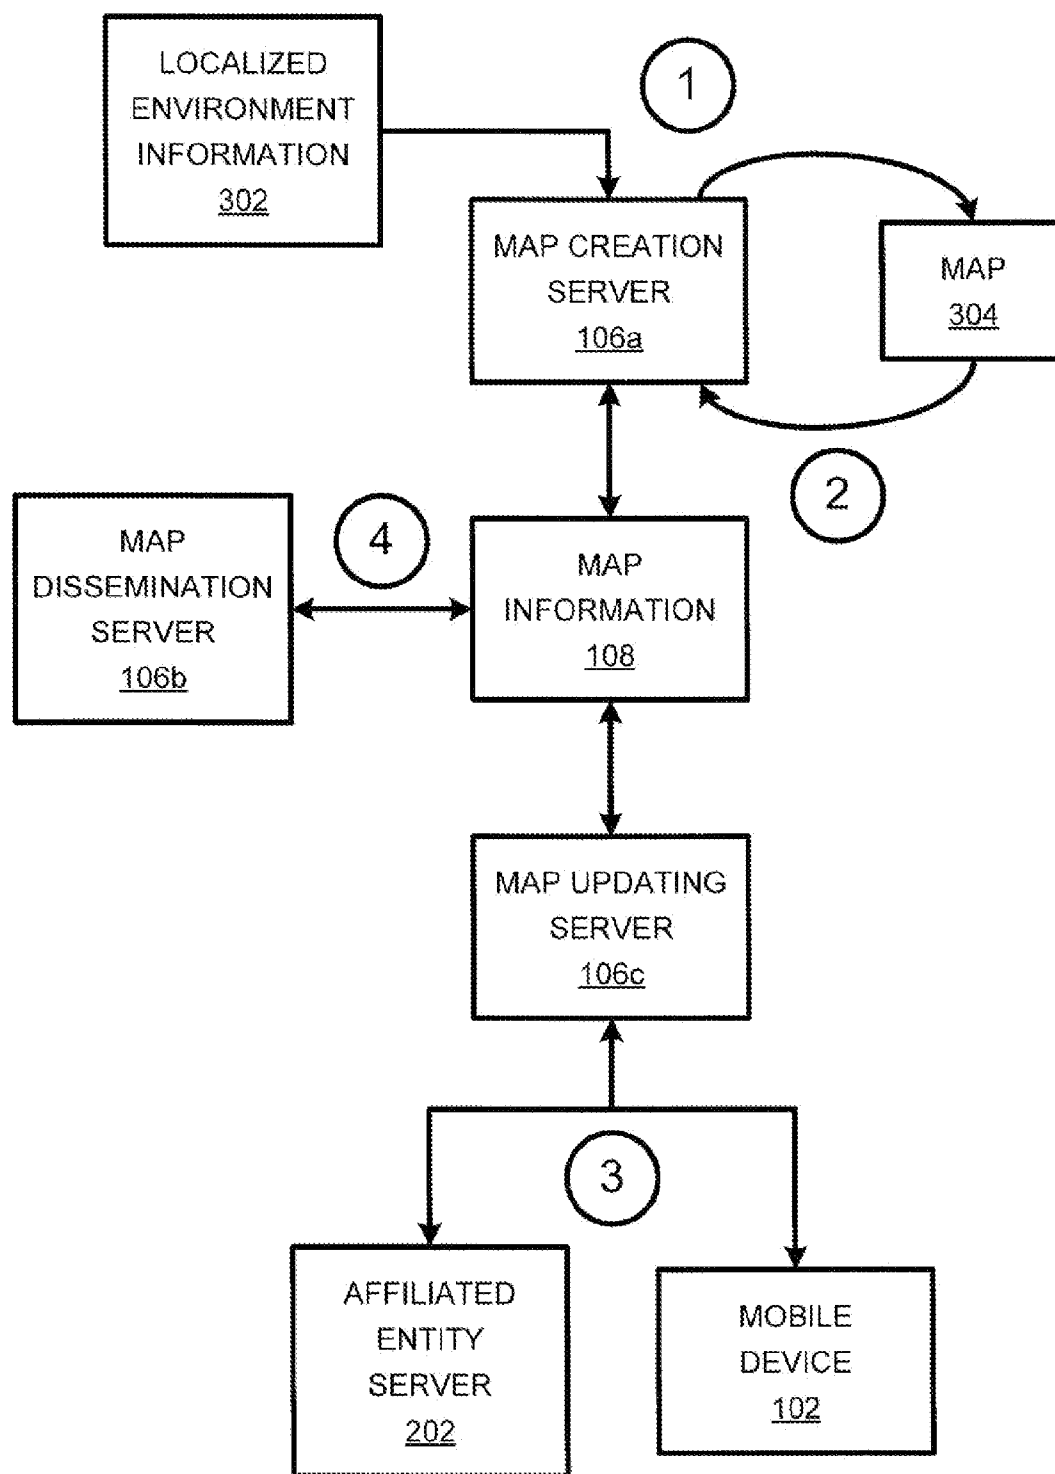 LOCALIZED
ENVIRONMENT
INFORMATION
302
1
MAP CREATION
SERVER
106a
MAP
304
2
MAP
DISSEMINATION
SERVER
106b
4
MAP
INFORMATION
108
MAP UPDATING
SERVER
106c
3
AFFILIATED
ENTITY
SERVER
202
MOBILE
DEVICE
102